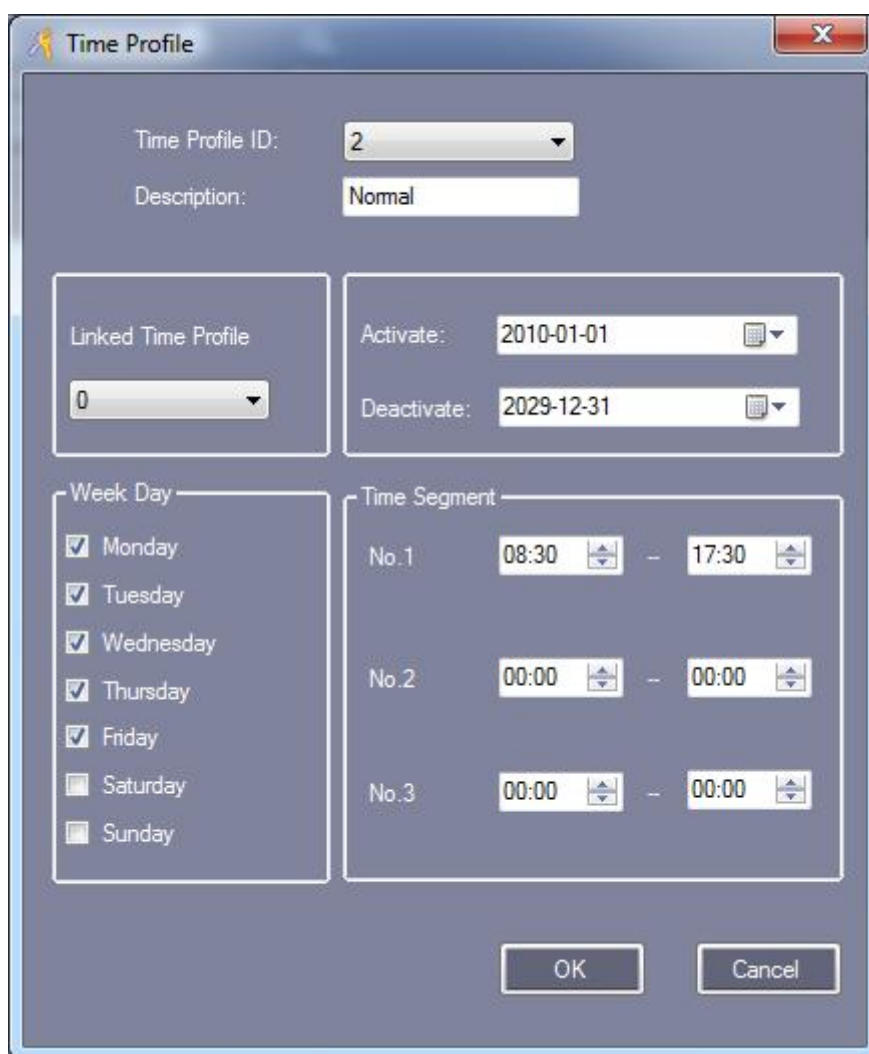 Time Profile
Time Profile ID: 2
Description: Normal
Linked Time Profile
0
Activate: 2010-01-01
Deactivate: 2029-12-31
Week Day
Monday
Tuesday
Wednesday
Thursday
Friday
Saturday
Sunday
Time Segment
No.1 08:30 -- 17:30
No.2 00:00 -- 00:00
No.3 00:00 -- 00:00
OK Cancel